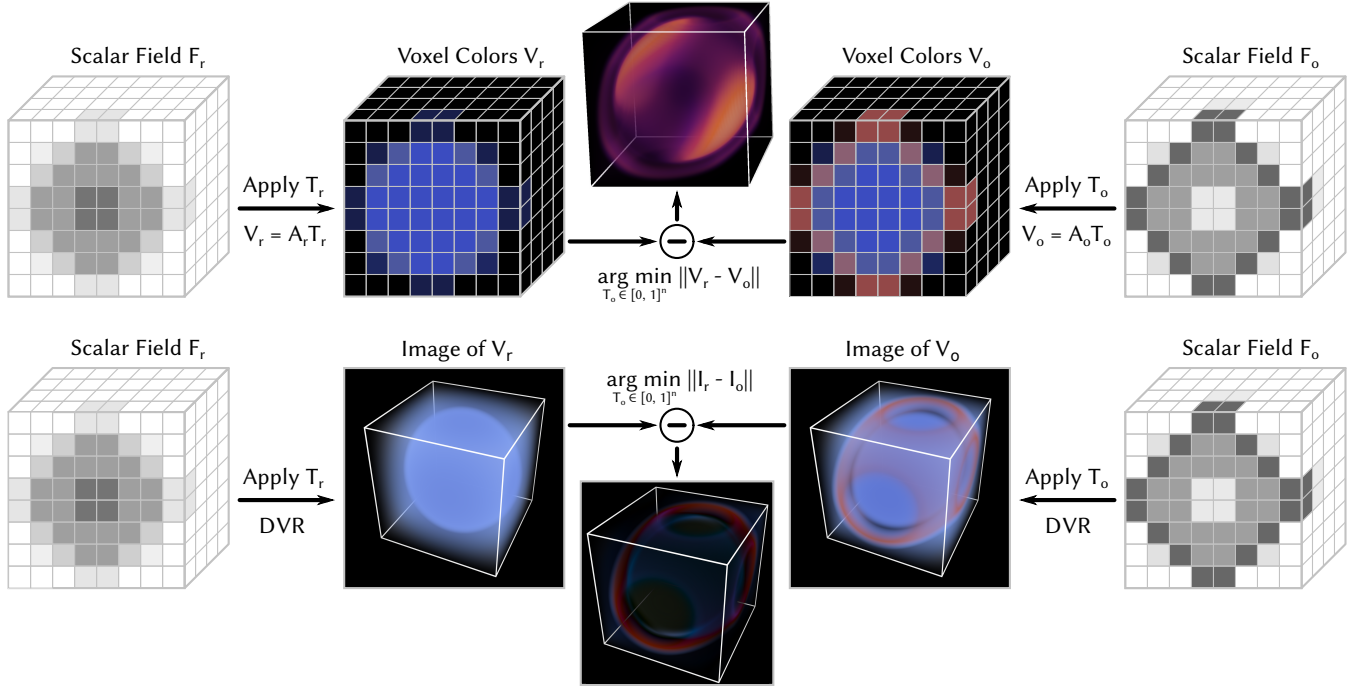 Scalar Field Fᵣ
Voxel Colors Vᵣ
Voxel Colors Vₒ
Scalar Field Fₒ
Apply Tᵣ
Vᵣ = AᵣTᵣ
Apply Tₒ
Vₒ = AₒTₒ
arg min ||Vᵣ - Vₒ||
Tₒ ∈ [0, 1]ⁿ
Scalar Field Fᵣ
Image of Vᵣ
Image of Vₒ
Scalar Field Fₒ
arg min ||Iᵣ - Iₒ||
Tₒ ∈ [0, 1]ⁿ
Apply Tᵣ
DVR
Apply Tₒ
DVR